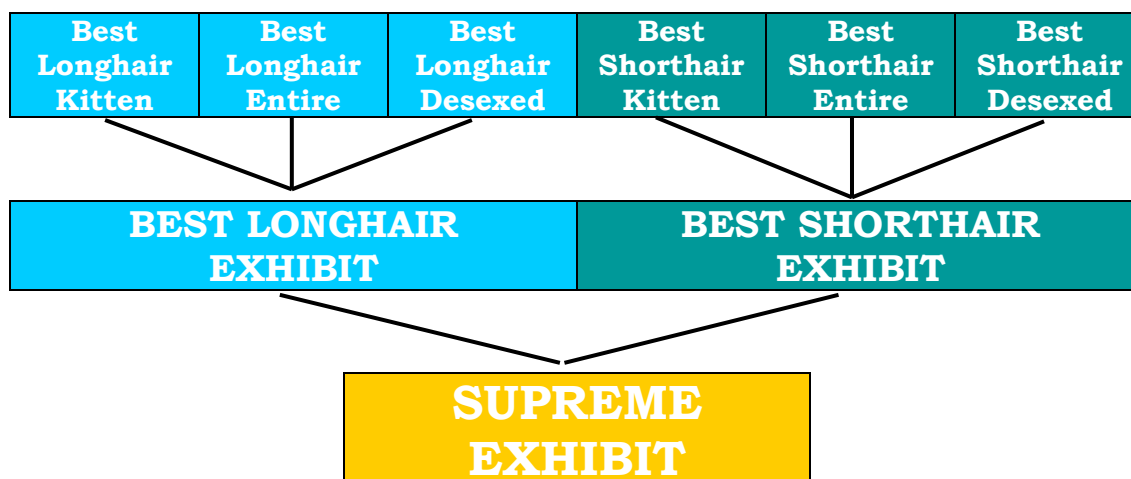 Best
Longhair
Kitten
Best
Longhair
Entire
Best
Longhair
Desexed
Best
Shorthair
Kitten
Best
Shorthair
Entire
Best
Shorthair
Desexed
BEST LONGHAIR
EXHIBIT
BEST SHORTHAIR
EXHIBIT
SUPREME
EXHIBIT